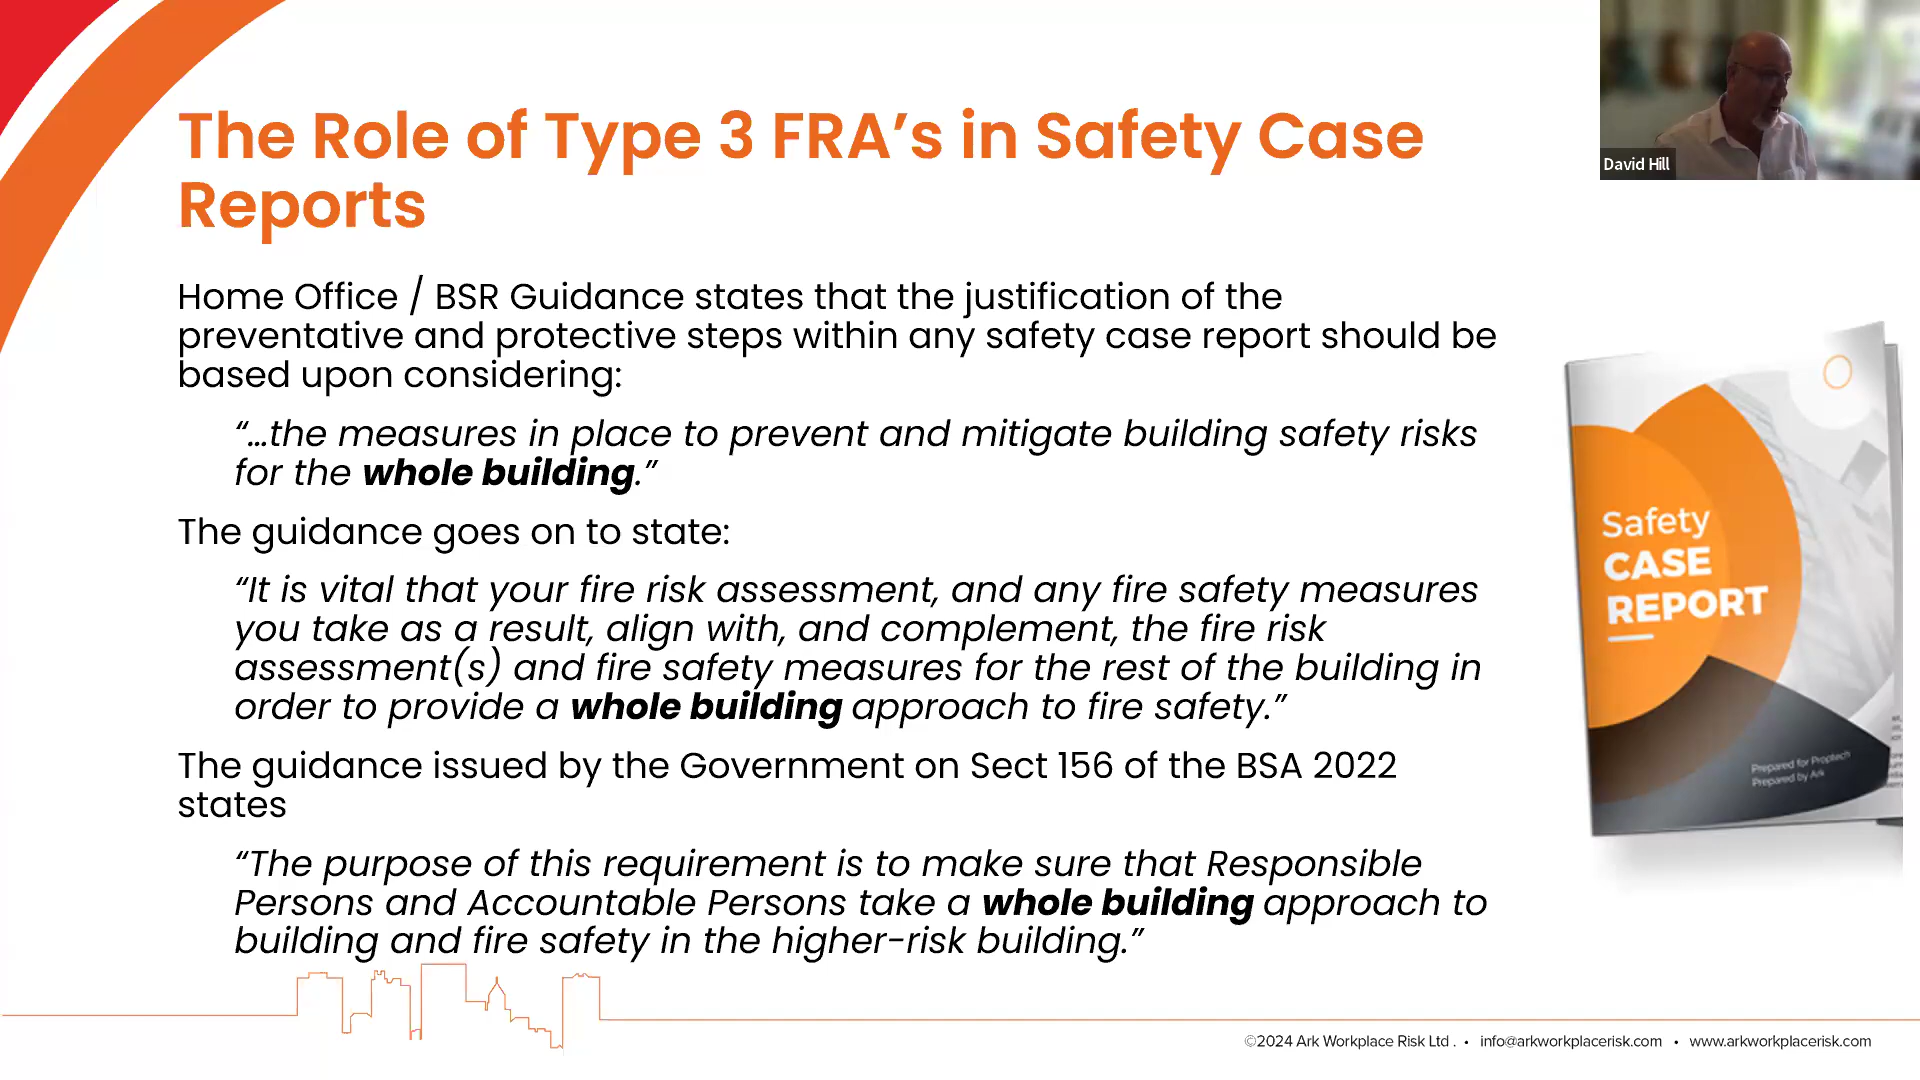 The Role of Type 3 FRA’s in Safety Case
Reports
David Hill
Home Office / BSR Guidance states that the justification of the
preventative and protective steps within any safety case report should be
based upon considering:
“…the measures in place to prevent and mitigate building safety risks
for the whole building.”
The guidance goes on to state:
“It is vital that your fire risk assessment, and any fire safety measures
you take as a result, align with, and complement, the fire risk
assessment(s) and fire safety measures for the rest of the building in
order to provide a whole building approach to fire safety.”
The guidance issued by the Government on Sect 156 of the BSA 2022
states
“The purpose of this requirement is to make sure that Responsible
Persons and Accountable Persons take a whole building approach to
building and fire safety in the higher-risk building.”
Safety
CASE
REPORT
Prepared for Proptech
Prepared by Ark
©2024 Ark Workplace Risk Ltd . • info@arkworkplacerisk.com • www.arkworkplacerisk.com